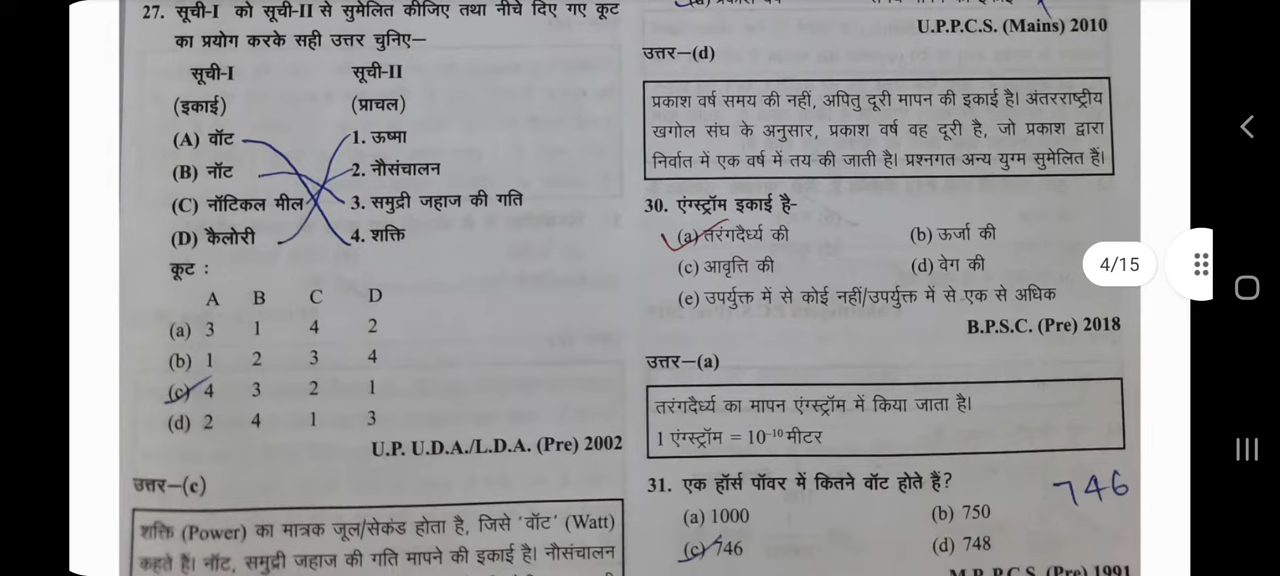 27. सूची-I को सूची-II से सुमेलित कीजिए तथा नीचे दिए गए कूट
का प्रयोग करके सही उत्तर चुनिए–
सूची-I सूची-II
(इकाई) (प्राचल)
(A) वॉट 1. ऊष्मा
(B) नॉट 2. नौसंचालन
(C) नॉटिकल मील 3. समुद्री जहाज की गति
(D) कैलोरी 4. शक्ति
कूट :
A B C D
(a) 3 1 4 2
(b) 1 2 3 4
(c) 4 3 2 1
(d) 2 4 1 3
U.P. U.D.A./L.D.A. (Pre) 2002
उत्तर–(c)
शक्ति (Power) का मात्रक जूल/सेकंड होता है, जिसे 'वॉट' (Watt)
कहते हैं। नॉट, समुद्री जहाज की गति मापने की इकाई है। नौसंचालन
U.P.P.C.S. (Mains) 2010
उत्तर–(d)
प्रकाश वर्ष समय की नहीं, अपितु दूरी मापन की इकाई है। अंतरराष्ट्रीय
खगोल संघ के अनुसार, प्रकाश वर्ष वह दूरी है, जो प्रकाश द्वारा
निर्वात में एक वर्ष में तय की जाती है। प्रश्नगत अन्य युग्म सुमेलित हैं।
30. एंग्स्ट्रॉम इकाई है-
(a) तरंगदैर्ध्य की (b) ऊर्जा की
(c) आवृत्ति की (d) वेग की
(e) उपर्युक्त में से कोई नहीं/उपर्युक्त में से एक से अधिक
B.P.S.C. (Pre) 2018
उत्तर–(a)
तरंगदैर्ध्य का मापन एंग्स्ट्रॉम में किया जाता है।
1 एंग्स्ट्रॉम = 10⁻¹⁰ मीटर
31. एक हॉर्स पॉवर में कितने वॉट होते हैं? 746
(a) 1000 (b) 750
(c) 746 (d) 748
M.P.P.C.S. (Pre) 1991
4/15